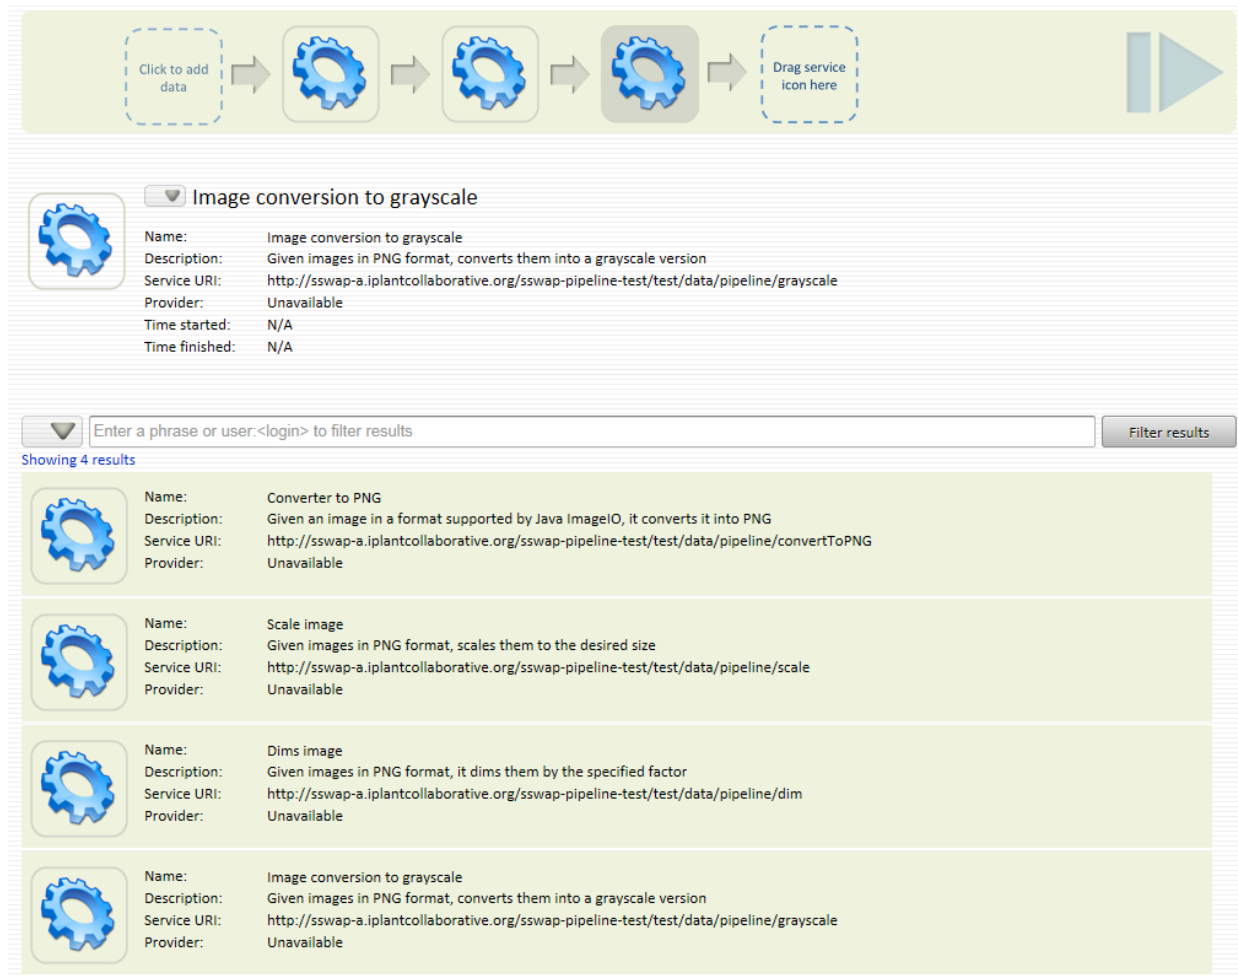 Click to add
data
Drag service
icon here
Image conversion to grayscale
Name: Image conversion to grayscale
Description: Given images in PNG format, converts them into a grayscale version
Service URI: http://sswap-a.iplantcollaborative.org/sswap-pipeline-test/test/data/pipeline/grayscale
Provider: Unavailable
Time started: N/A
Time finished: N/A
Enter a phrase or user:<login> to filter results
Filter results
Showing 4 results
Name: Converter to PNG
Description: Given an image in a format supported by Java ImageIO, it converts it into PNG
Service URI: http://sswap-a.iplantcollaborative.org/sswap-pipeline-test/test/data/pipeline/convertToPNG
Provider: Unavailable
Name: Scale image
Description: Given images in PNG format, scales them to the desired size
Service URI: http://sswap-a.iplantcollaborative.org/sswap-pipeline-test/test/data/pipeline/scale
Provider: Unavailable
Name: Dims image
Description: Given images in PNG format, it dims them by the specified factor
Service URI: http://sswap-a.iplantcollaborative.org/sswap-pipeline-test/test/data/pipeline/dim
Provider: Unavailable
Name: Image conversion to grayscale
Description: Given images in PNG format, converts them into a grayscale version
Service URI: http://sswap-a.iplantcollaborative.org/sswap-pipeline-test/test/data/pipeline/grayscale
Provider: Unavailable